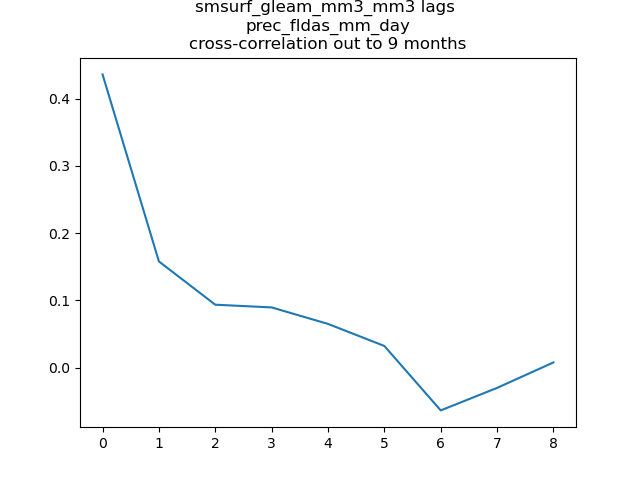 smsurf_gleam_mm3_mm3 lags
prec_fldas_mm_day
cross-correlation out to 9 months
0.4
0.3
0.2
0.1
0.0
0 1 2 3 4 5 6 7 8